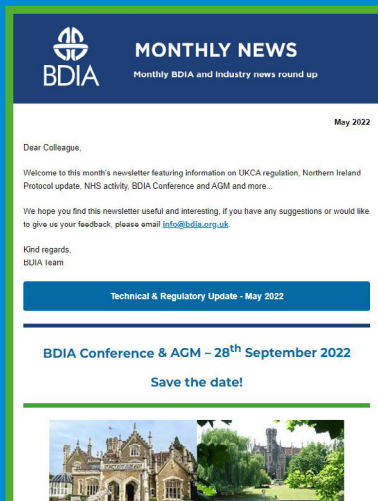 BDIA
MONTHLY NEWS
Monthly BDIA and Industry news round up
May 2022
Dear Colleague,
Welcome to this month's newsletter featuring information on UKCA regulation, Northern Ireland
Protocol update, NHS activity, BDIA Conference and AGM and more...
We hope you find this newsletter useful and interesting, if you have any suggestions or would like
to give us your feedback, please email info@bdia.org.uk.
Kind regards,
BDIA Team
Technical & Regulatory Update - May 2022
BDIA Conference & AGM – 28th September 2022
Save the date!